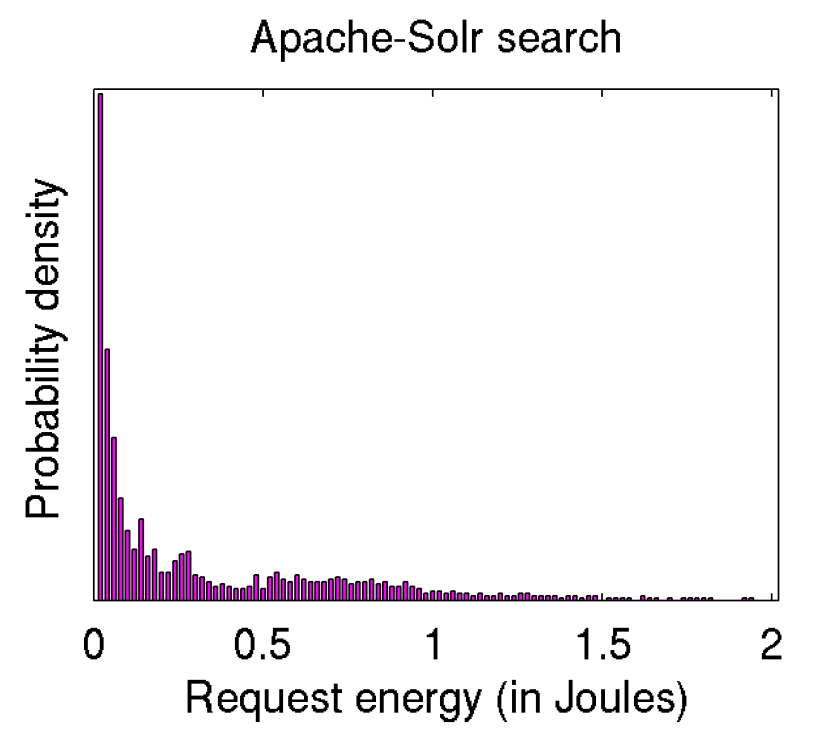 Apache-Solr search
Probability density
0 0.5 1 1.5 2
Request energy (in Joules)